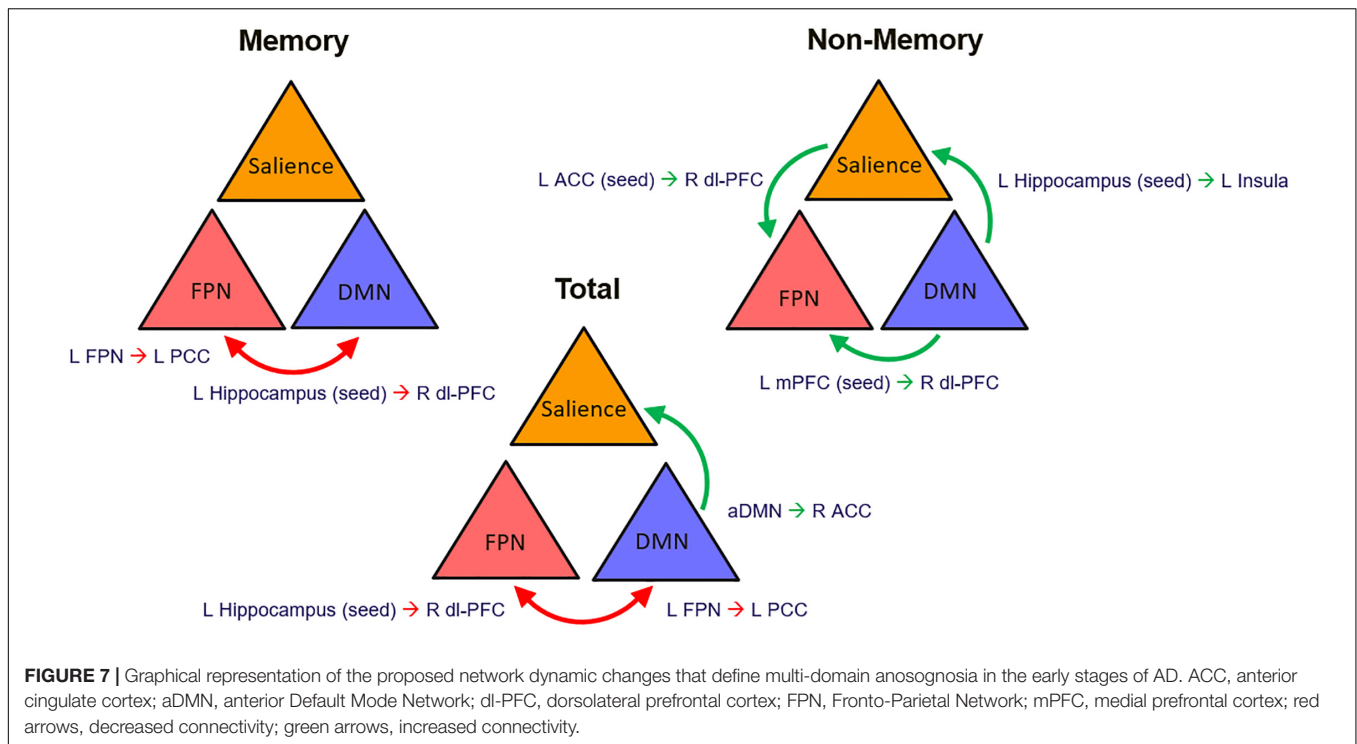 Memory
Salience
FPN
DMN
L FPN → L PCC
L Hippocampus (seed) → R dl-PFC
Non-Memory
L ACC (seed) → R dl-PFC
Salience
L Hippocampus (seed) → L Insula
FPN
DMN
L mPFC (seed) → R dl-PFC
Total
Salience
aDMN → R ACC
FPN
DMN
L Hippocampus (seed) → R dl-PFC
L FPN → L PCC
FIGURE 7 | Graphical representation of the proposed network dynamic changes that define multi-domain anosognosia in the early stages of AD. ACC, anterior
cingulate cortex; aDMN, anterior Default Mode Network; dl-PFC, dorsolateral prefrontal cortex; FPN, Fronto-Parietal Network; mPFC, medial prefrontal cortex; red
arrows, decreased connectivity; green arrows, increased connectivity.